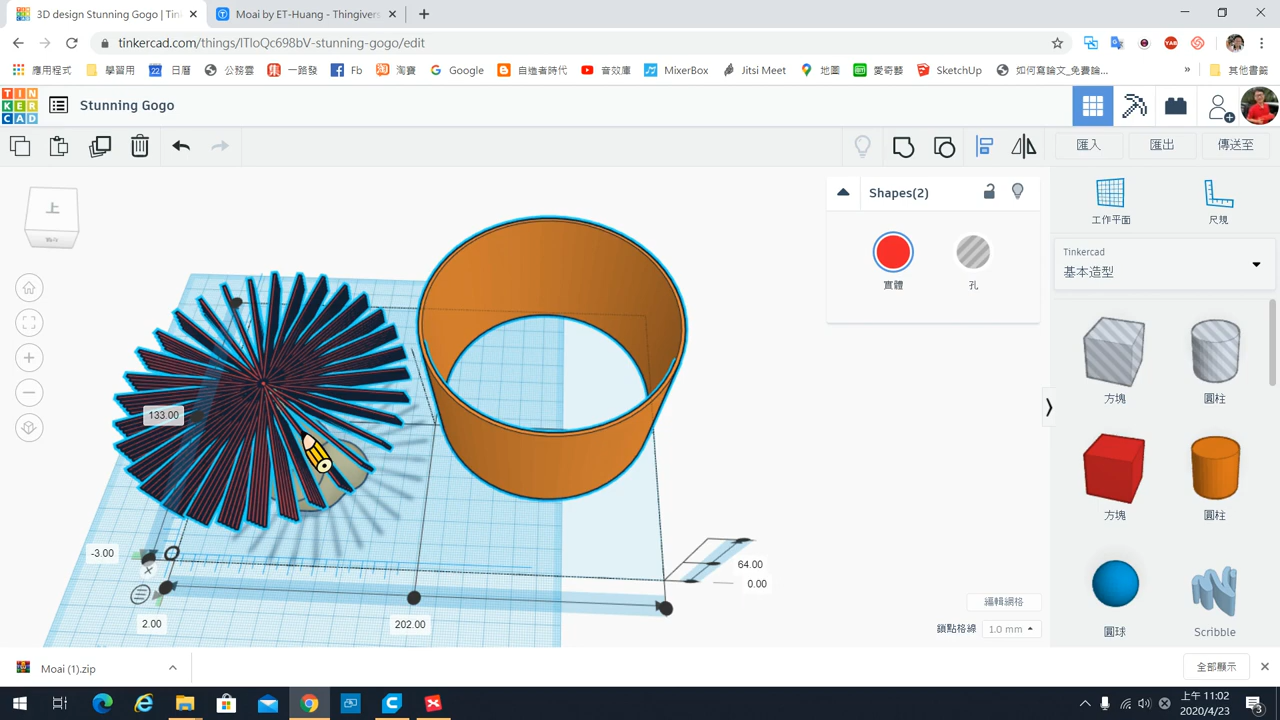 3D design Stunning Gogo | Tin
Moai by ET-Huang - Thingivers
tinkercad.com/things/lTloQc698bV-stunning-gogo/edit
應用程式
學習用
22
日曆
公務雲
集
一路發
Fb
淘寶
Google
自造者時代
音效庫
MixerBox
Jitsi Meet
地圖
愛奇藝
SketchUp
如何寫論文_免費論...
»
其他書籤
TIN
KER
CAD
Stunning Gogo
匯入
匯出
傳送至
上
Shapes(2)
實體
孔
工作平面
尺規
Tinkercad
基本造型
方塊
圓柱
方塊
圓柱
圓球
Scribble
133.00
-3.00
2.00
202.00
64.00
0.00
編輯網格
鎖點格線
1.0 mm
Moai (1).zip
全部顯示
上午 11:02
2020/4/23
3